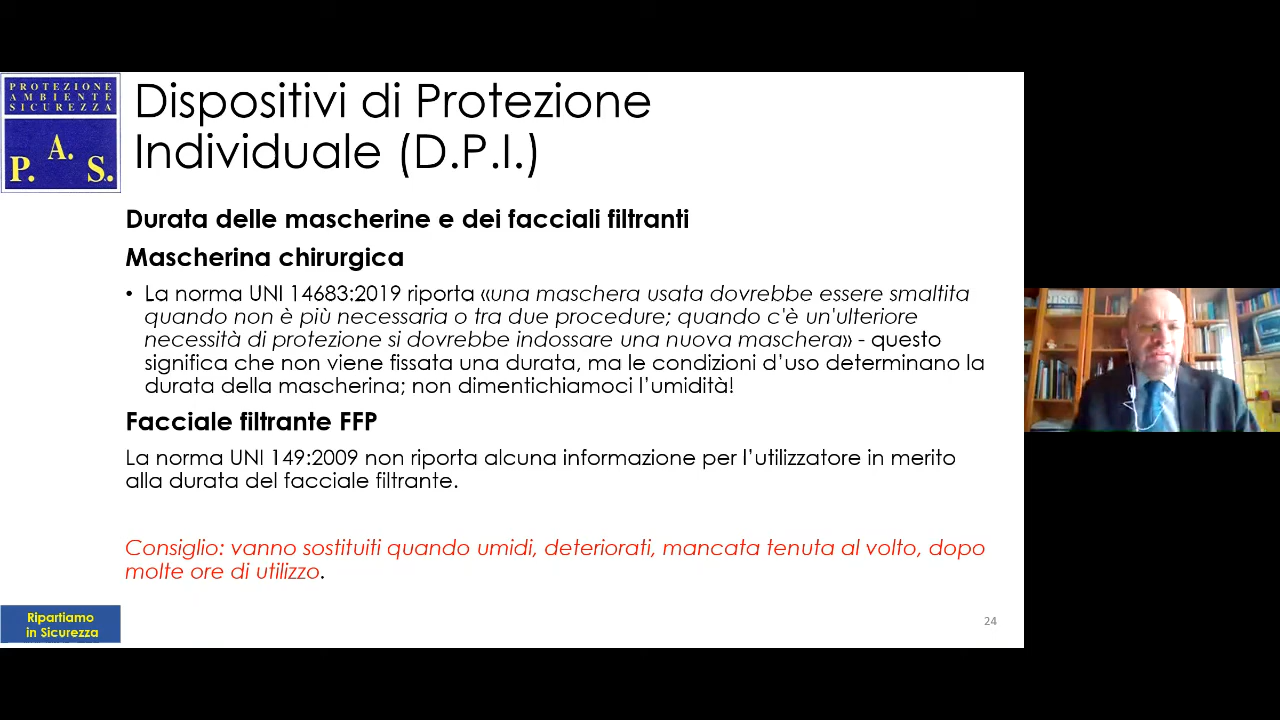 PROTEZIONE
AMBIENTE
SICUREZZA
P. A. S.
Dispositivi di Protezione
Individuale (D.P.I.)
Durata delle mascherine e dei facciali filtranti
Mascherina chirurgica
• La norma UNI 14683:2019 riporta «una maschera usata dovrebbe essere smaltita
quando non è più necessaria o tra due procedure; quando c'è un'ulteriore
necessità di protezione si dovrebbe indossare una nuova maschera» - questo
significa che non viene fissata una durata, ma le condizioni d’uso determinano la
durata della mascherina; non dimentichiamoci l’umidità!
Facciale filtrante FFP
La norma UNI 149:2009 non riporta alcuna informazione per l’utilizzatore in merito
alla durata del facciale filtrante.
Consiglio: vanno sostituiti quando umidi, deteriorati, mancata tenuta al volto, dopo
molte ore di utilizzo.
Ripartiamo
in Sicurezza
24